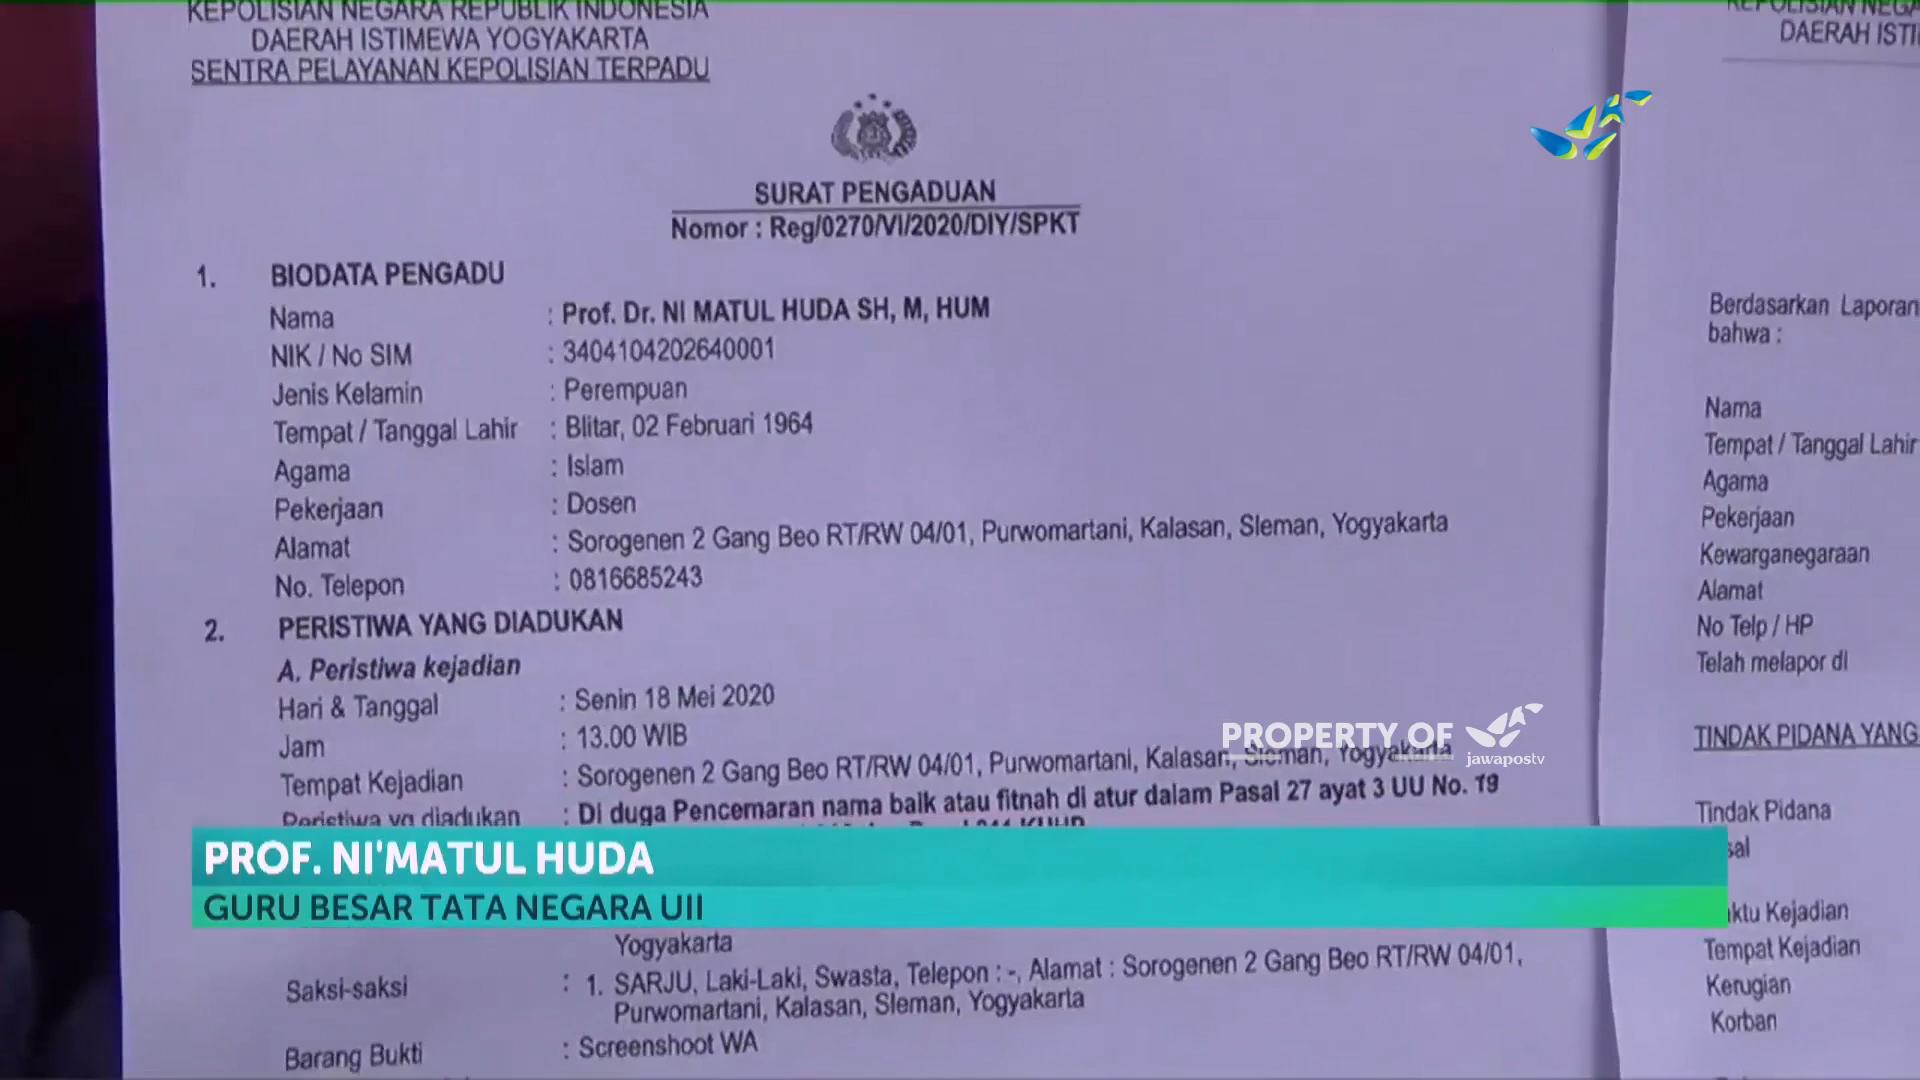 KEPOLISIAN NEGARA REPUBLIK INDONESIA
DAERAH ISTIMEWA YOGYAKARTA
SENTRA PELAYANAN KEPOLISIAN TERPADU
SURAT PENGADUAN
Nomor : Reg/0270/VI/2020/DIY/SPKT
1. BIODATA PENGADU
Nama : Prof. Dr. NI MATUL HUDA SH, M, HUM
NIK / No SIM : 3404104202640001
Jenis Kelamin : Perempuan
Tempat / Tanggal Lahir : Blitar, 02 Februari 1964
Agama : Islam
Pekerjaan : Dosen
Alamat : Sorogenen 2 Gang Beo RT/RW 04/01, Purwomartani, Kalasan, Sleman, Yogyakarta
No. Telepon : 0816685243
2. PERISTIWA YANG DIADUKAN
A. Peristiwa kejadian
Hari & Tanggal : Senin 18 Mei 2020
Jam : 13.00 WIB
Tempat Kejadian : Sorogenen 2 Gang Beo RT/RW 04/01, Purwomartani, Kalasan, Sleman, Yogyakarta
Peristiwa yg diadukan : Di duga Pencemaran nama baik atau fitnah di atur dalam Pasal 27 ayat 3 UU No. 19
PROPERTY OF jawapostv
PROF. NI'MATUL HUDA
GURU BESAR TATA NEGARA UII
Yogyakarta
Saksi-saksi : 1. SARJU, Laki-Laki, Swasta, Telepon : -, Alamat : Sorogenen 2 Gang Beo RT/RW 04/01,
Purwomartani, Kalasan, Sleman, Yogyakarta
Barang Bukti : Screenshoot WA
DAERAH ISTI
Berdasarkan Laporan
bahwa :
Nama
Tempat / Tanggal Lahir
Agama
Pekerjaan
Kewarganegaraan
Alamat
No Telp / HP
Telah melapor di
TINDAK PIDANA YANG
Tindak Pidana
sal
ktu Kejadian
Tempat Kejadian
Kerugian
Korban